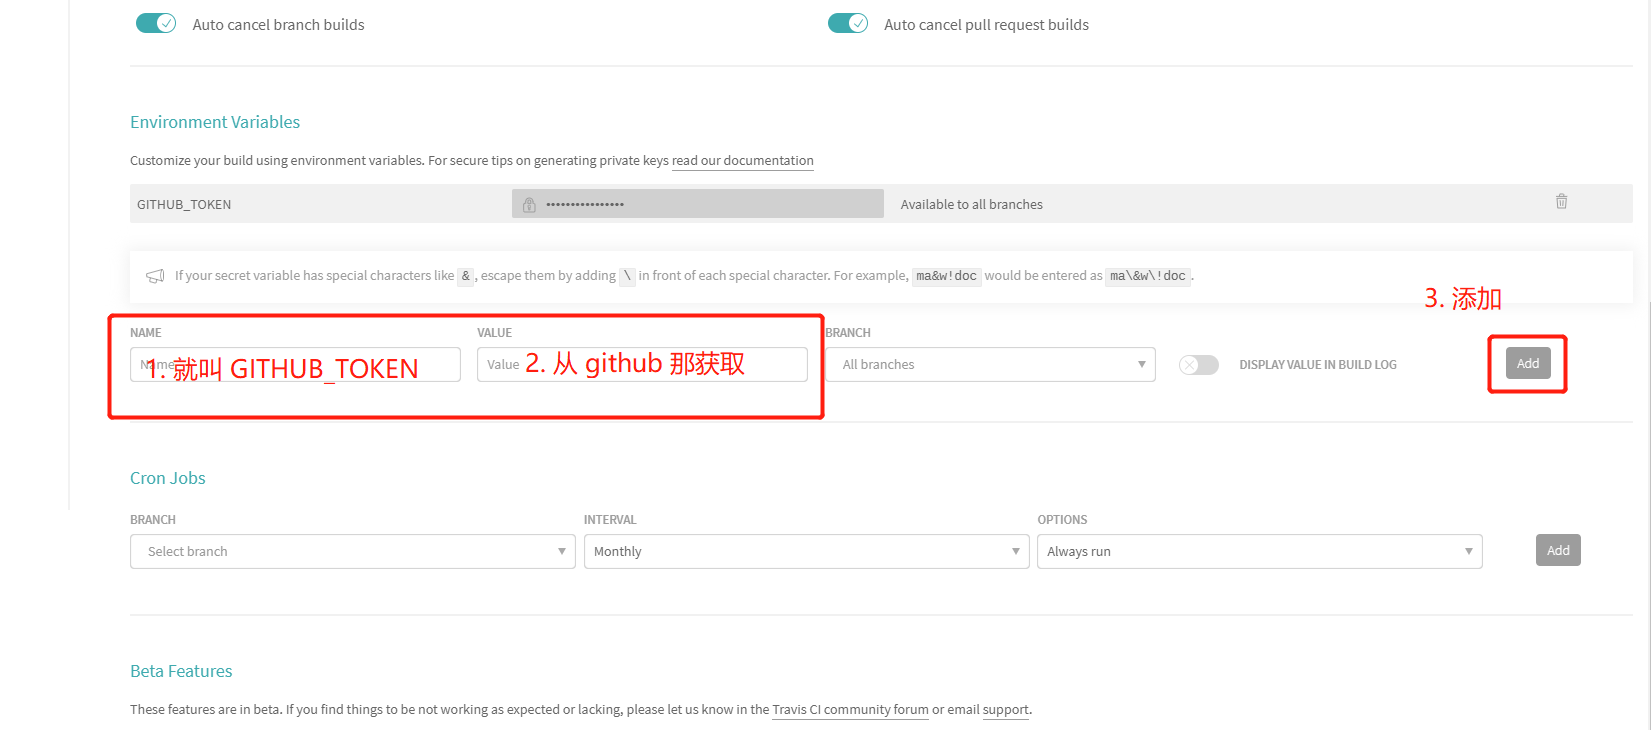 Auto cancel branch builds
Auto cancel pull request builds
Environment Variables
Customize your build using environment variables. For secure tips on generating private keys read our documentation
GITHUB_TOKEN
••••••••••••••••
Available to all branches
If your secret variable has special characters like & , escape them by adding \ in front of each special character. For example, ma&w!doc would be entered as ma\&w\!doc .
3. 添加
NAME
VALUE
BRANCH
Name
1. 就叫 GITHUB_TOKEN
Value
2. 从 github 那获取
All branches
DISPLAY VALUE IN BUILD LOG
Add
Cron Jobs
BRANCH
INTERVAL
OPTIONS
Select branch
Monthly
Always run
Add
Beta Features
These features are in beta. If you find things to be not working as expected or lacking, please let us know in the Travis CI community forum or email support.